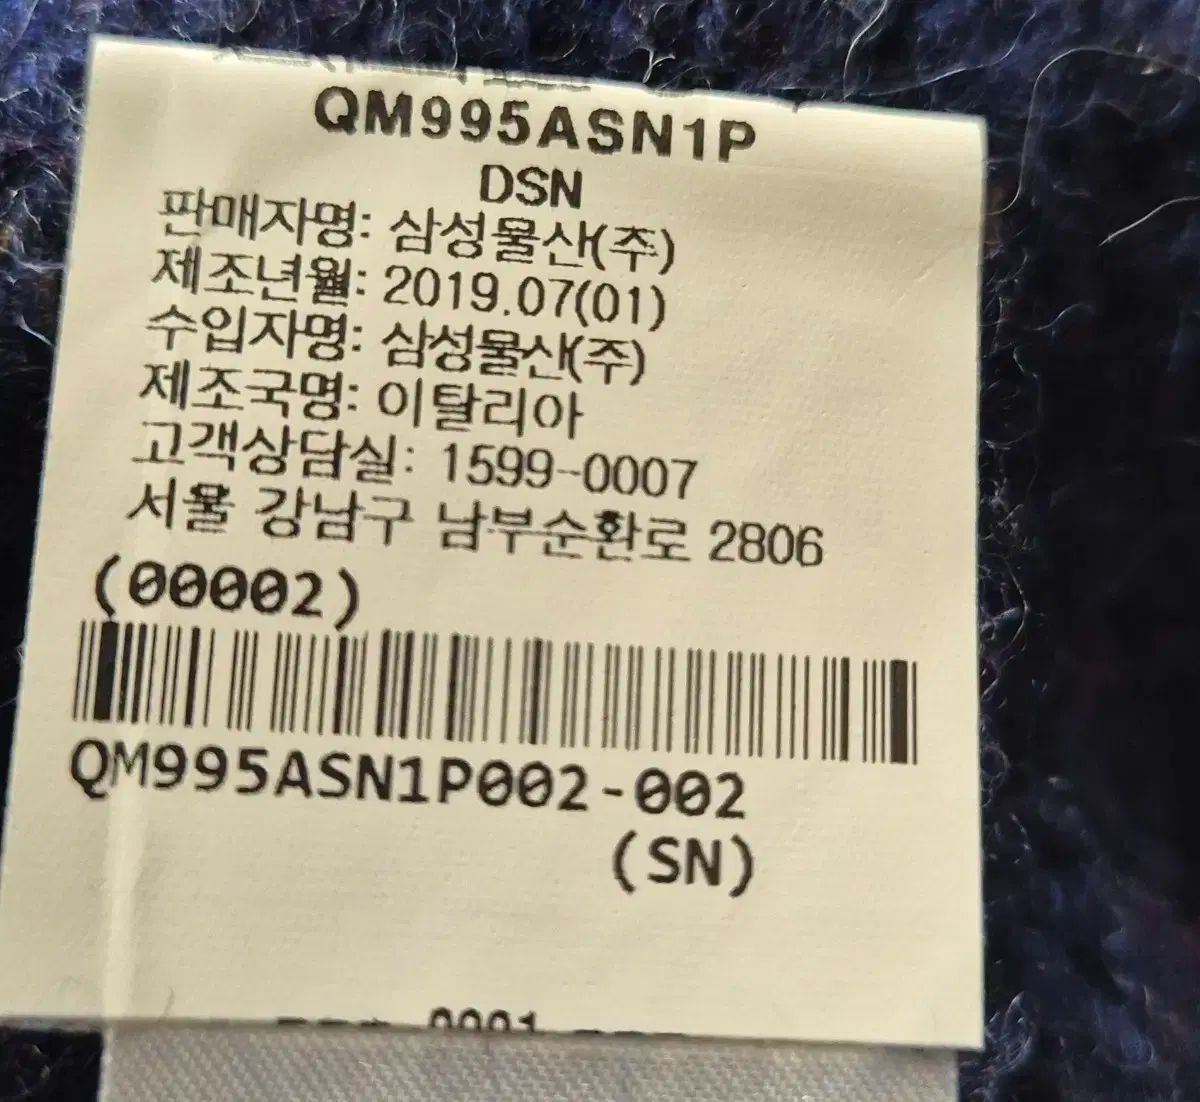 QM995ASN1P
DSN
판매자명: 삼성물산(주)
제조년월: 2019.07(01)
수입자명: 삼성물산(주)
제조국명: 이탈리아
고객상담실: 1599-0007
서울 강남구 남부순환로 2806
(00002)
QM995ASN1P002-002
(SN)